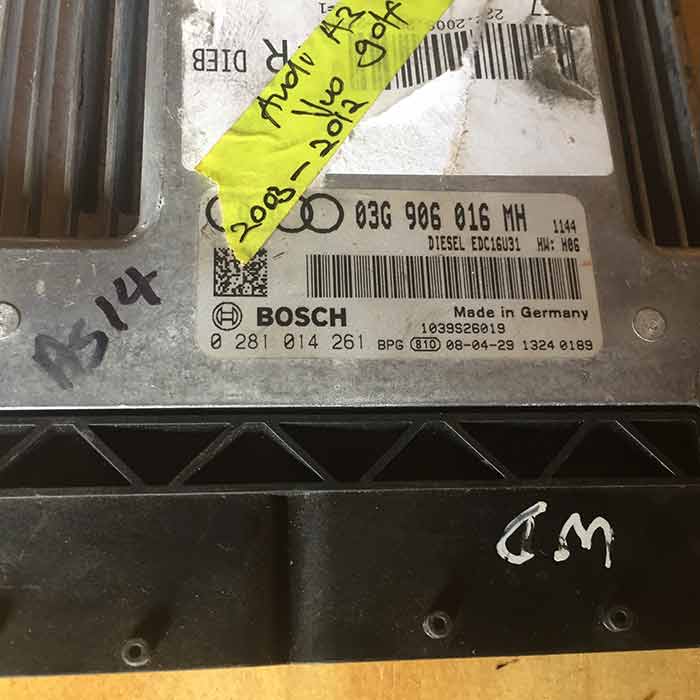 R DIEB
Audi A3
VW golf
2003-2012
03G 906 016 MH 1144
DIESEL EDC16U31 HW: H06
BOSCH
Made in Germany
1039S26019
0 281 014 261 BPG 810 08-04-29 1324 0189
AS14